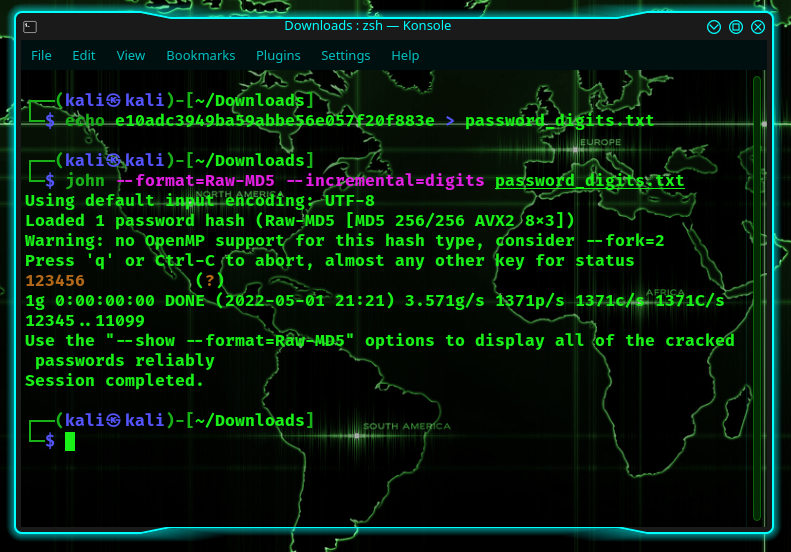 Downloads : zsh — Konsole
File Edit View Bookmarks Plugins Settings Help
┌──(kali㉿kali)-[~/Downloads]
└─$ echo e10adc3949ba59abbe56e057f20f883e > password_digits.txt
EUROPE
┌──(kali㉿kali)-[~/Downloads]
└─$ john --format=Raw-MD5 --incremental=digits password_digits.txt
NORTH AMERICA
Using default input encoding: UTF-8
Loaded 1 password hash (Raw-MD5 [MD5 256/256 AVX2 8×3])
Warning: no OpenMP support for this hash type, consider --fork=2
Press 'q' or Ctrl-C to abort, almost any other key for status
123456 (?)
AFRICA
1g 0:00:00:00 DONE (2022-05-01 21:21) 3.571g/s 1371p/s 1371c/s 1371C/s
12345..11099
Use the "--show --format=Raw-MD5" options to display all of the cracked
passwords reliably
Session completed.
┌──(kali㉿kali)-[~/Downloads]
SOUTH AMERICA
└─$